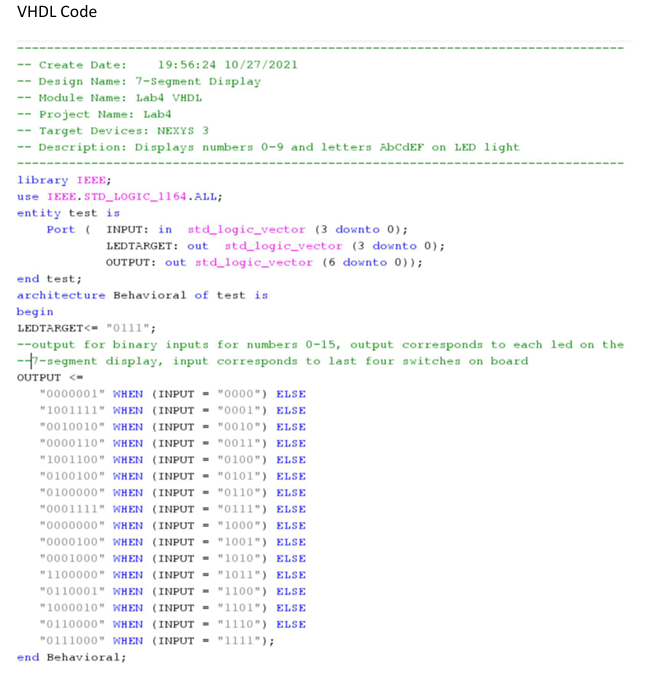 VHDL Code
--------------------------------------------------------------------------------
-- Create Date:    19:56:24 10/27/2021
-- Design Name: 7-Segment Display
-- Module Name: Lab4 VHDL
-- Project Name: Lab4
-- Target Devices: NEXYS 3
-- Description: Displays numbers 0-9 and letters AbCdEF on LED light
--------------------------------------------------------------------------------
library IEEE;
use IEEE.STD_LOGIC_1164.ALL;
entity test is
    Port (  INPUT: in  std_logic_vector (3 downto 0);
            LEDTARGET: out  std_logic_vector (3 downto 0);
            OUTPUT: out std_logic_vector (6 downto 0));
end test;
architecture Behavioral of test is
begin
LEDTARGET<= "0111";
--output for binary inputs for numbers 0-15, output corresponds to each led on the
--7-segment display, input corresponds to last four switches on board
OUTPUT <=
   "0000001" WHEN (INPUT = "0000") ELSE
   "1001111" WHEN (INPUT = "0001") ELSE
   "0010010" WHEN (INPUT = "0010") ELSE
   "0000110" WHEN (INPUT = "0011") ELSE
   "1001100" WHEN (INPUT = "0100") ELSE
   "0100100" WHEN (INPUT = "0101") ELSE
   "0100000" WHEN (INPUT = "0110") ELSE
   "0001111" WHEN (INPUT = "0111") ELSE
   "0000000" WHEN (INPUT = "1000") ELSE
   "0000100" WHEN (INPUT = "1001") ELSE
   "0001000" WHEN (INPUT = "1010") ELSE
   "1100000" WHEN (INPUT = "1011") ELSE
   "0110001" WHEN (INPUT = "1100") ELSE
   "1000010" WHEN (INPUT = "1101") ELSE
   "0110000" WHEN (INPUT = "1110") ELSE
   "0111000" WHEN (INPUT = "1111");
end Behavioral;